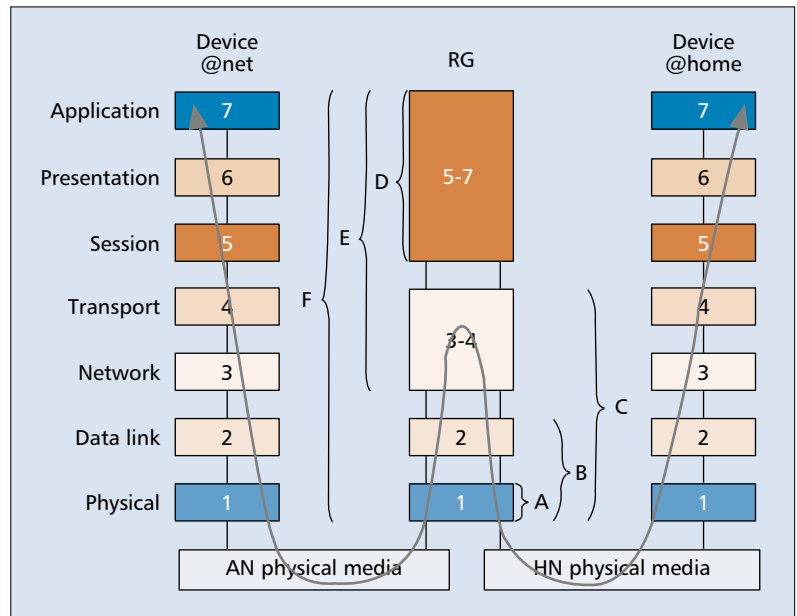 Device
@net
RG
Device
@home
Application
7
7
Presentation
6
D
5-7
6
Session
5
E
5
Transport
4
F
4
3-4
Network
3
3
C
Data link
2
2
B
2
Physical
1
1
A
1
AN physical media
HN physical media